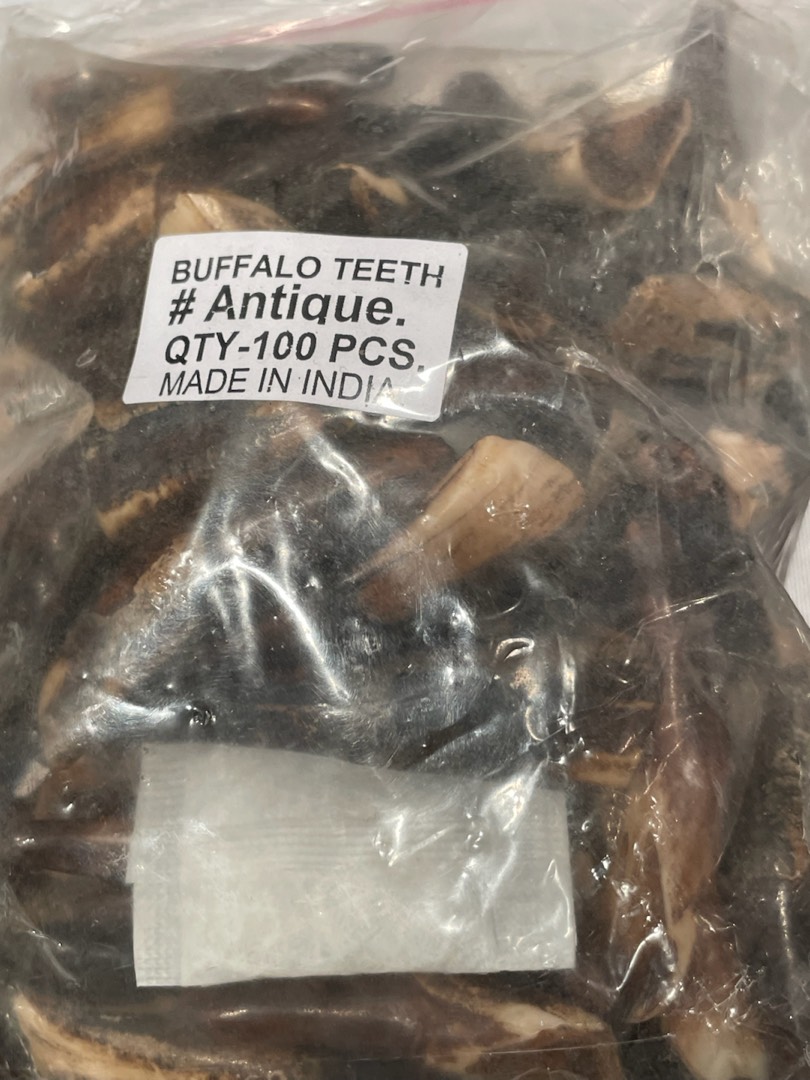 BUFFALO TEETH
# Antique.
QTY-100 PCS.
MADE IN INDIA